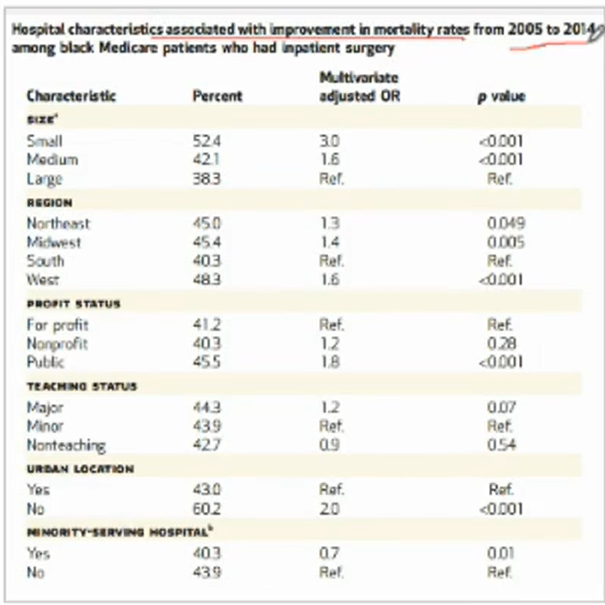 Hospital characteristics associated with improvement in mortality rates from 2005 to 2014
among black Medicare patients who had inpatient surgery
Multivariate
Characteristic Percent adjusted OR p value
SIZEᵃ
Small 52.4 3.0 <0.001
Medium 42.1 1.6 <0.001
Large 38.3 Ref. Ref.
REGION
Northeast 45.0 1.3 0.049
Midwest 45.4 1.4 0.005
South 40.3 Ref. Ref.
West 48.3 1.6 <0.001
PROFIT STATUS
For profit 41.2 Ref. Ref.
Nonprofit 40.3 1.2 0.28
Public 45.5 1.8 <0.001
TEACHING STATUS
Major 44.3 1.2 0.07
Minor 43.9 Ref. Ref.
Nonteaching 42.7 0.9 0.54
URBAN LOCATION
Yes 43.0 Ref. Ref.
No 60.2 2.0 <0.001
MINORITY-SERVING HOSPITALᵇ
Yes 40.3 0.7 0.01
No 43.9 Ref. Ref.